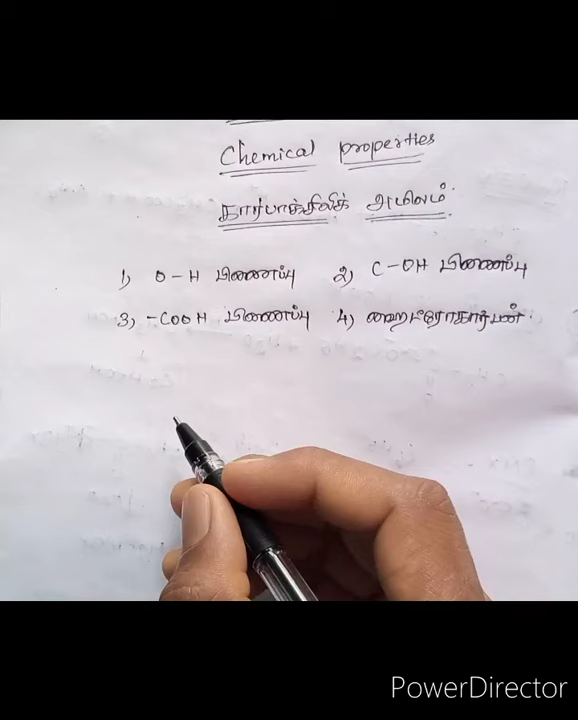 Chemical properties
கார்பாக்சிலிக் அமிலம்
1) O-H பிணைப்பு 2) C-OH பிணைப்பு
3) -COOH பிணைப்பு 4) ஹைட்ரோகார்பன்
PowerDirector